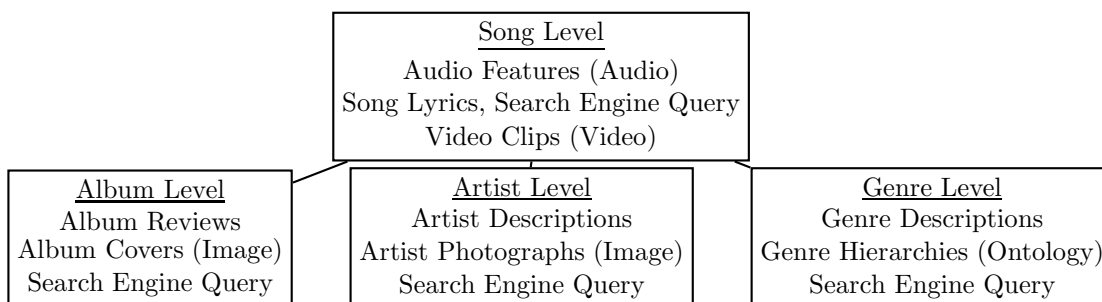 Song Level
Audio Features (Audio)
Song Lyrics, Search Engine Query
Video Clips (Video)
Album Level
Album Reviews
Album Covers (Image)
Search Engine Query
Artist Level
Artist Descriptions
Artist Photographs (Image)
Search Engine Query
Genre Level
Genre Descriptions
Genre Hierarchies (Ontology)
Search Engine Query